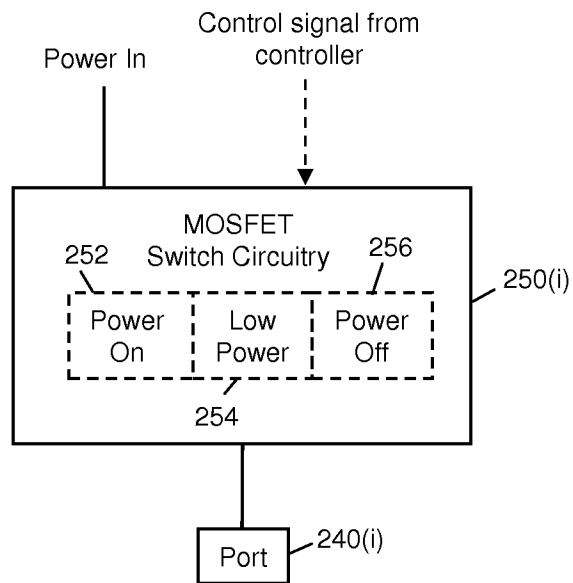 Control signal from
controller
Power In
MOSFET
Switch Circuitry
252
256
250(i)
Power
On
Low
Power
Power
Off
254
Port
240(i)